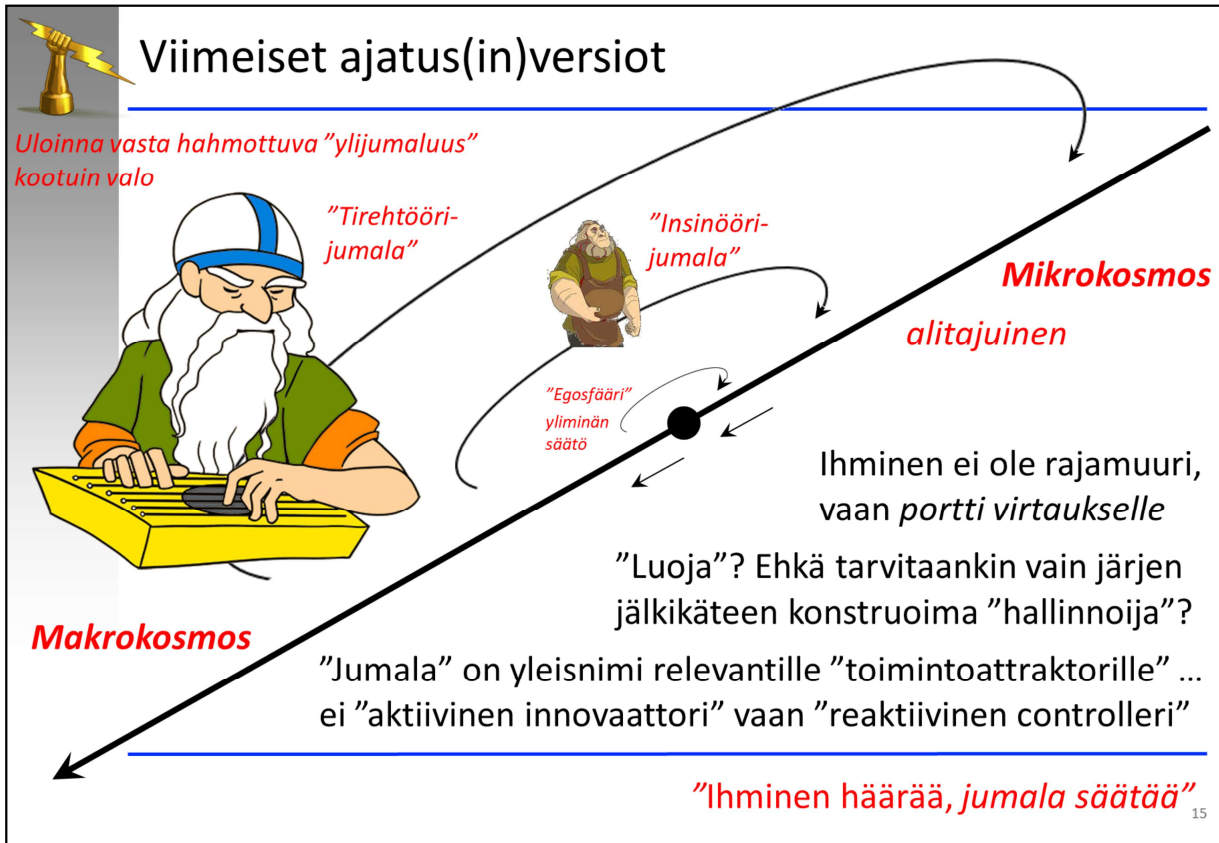 Viimeiset ajatus(in)versiot
Uloinna vasta hahmottuva ”ylijumaluus”
kootuin valo
”Tirehtööri-
jumala”
”Insinööri-
jumala”
Mikrokosmos
alitajuinen
”Egosfääri”
yliminän
säätö
Ihminen ei ole rajamuuri,
vaan portti virtaukselle
”Luoja”? Ehkä tarvitaankin vain järjen
jälkikäteen konstruoima ”hallinnoija”?
Makrokosmos
”Jumala” on yleisnimi relevantille ”toimintoattraktorille” ...
ei ”aktiivinen innovaattori” vaan ”reaktiivinen controlleri”
”Ihminen häärää, jumala säätää”
15